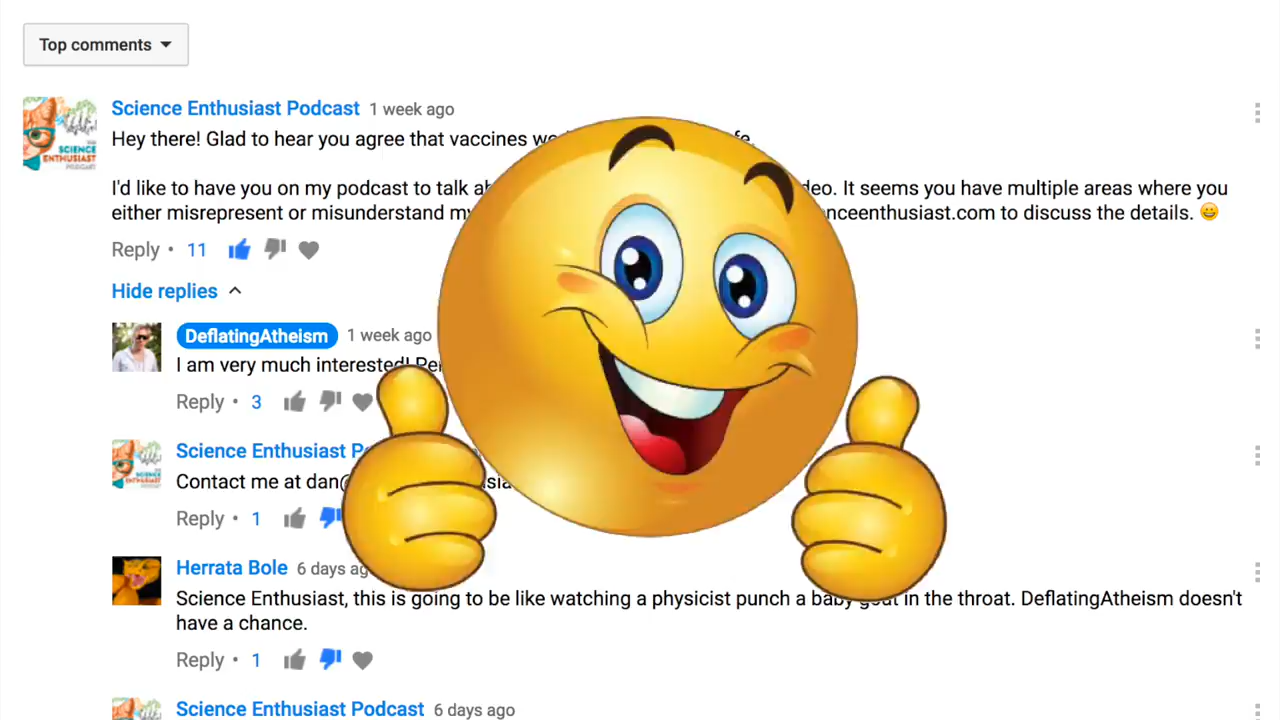 Top comments
Science Enthusiast Podcast 1 week ago
Hey there! Glad to hear you agree that vaccines
I'd like to have you on my podcast to talk It seems you have multiple areas where you
either misrepresent or misunderstand to discuss the details. 😀
Reply • 11
Hide replies
DeflatingAtheism 1 week ago
I am very much interested!
Reply • 3
Science Enthusiast
Contact me at
Reply • 1
Herrata Bole 6 days
Science Enthusiast, this is going to be like watching a physicist punch a baby goat in the throat. DeflatingAtheism doesn't
have a chance.
Reply • 1
Science Enthusiast Podcast 6 days ago
SCIENCE
ENTHUSIAST
PODCAST